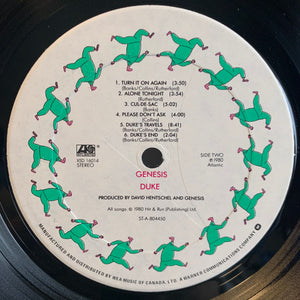 1. TURN IT ON AGAIN (3:50)
(Banks/Collins/Rutherford)
2. ALONE TONIGHT (3:54)
(Rutherford)
3. CUL-DE-SAC (5:02)
(Banks)
4. PLEASE DON'T ASK (4:00)
(Collins)
5. DUKE'S TRAVELS (8:41)
(Banks/Collins/Rutherford)
6. DUKE'S END (2:04)
(Banks/Collins/Rutherford)
XSD 16014
STEREO
SIDE TWO
℗1980
Atlantic
GENESIS
DUKE
PRODUCED BY DAVID HENTSCHEL AND GENESIS
All songs: © 1980 Hit & Run (Publishing) Ltd.
ST-A-804450
MANUFACTURED AND DISTRIBUTED BY WEA MUSIC OF CANADA, LTD. A WARNER COMMUNICATIONS COMPANY